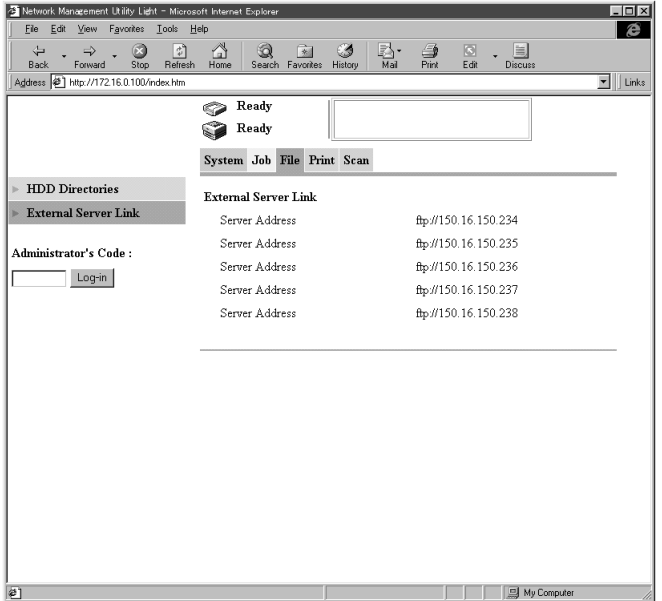 Network Management Utility Light - Microsoft Internet Explorer
File Edit View Favorites Tools Help
Back Forward Stop Refresh Home Search Favorites History Mail Print Edit Discuss
Address http://172.16.0.100/index.htm Links
Ready
Ready
System Job File Print Scan
HDD Directories
External Server Link
Administrator's Code :
Log-in
External Server Link
Server Address ftp://150.16.150.234
Server Address ftp://150.16.150.235
Server Address ftp://150.16.150.236
Server Address ftp://150.16.150.237
Server Address ftp://150.16.150.238
My Computer